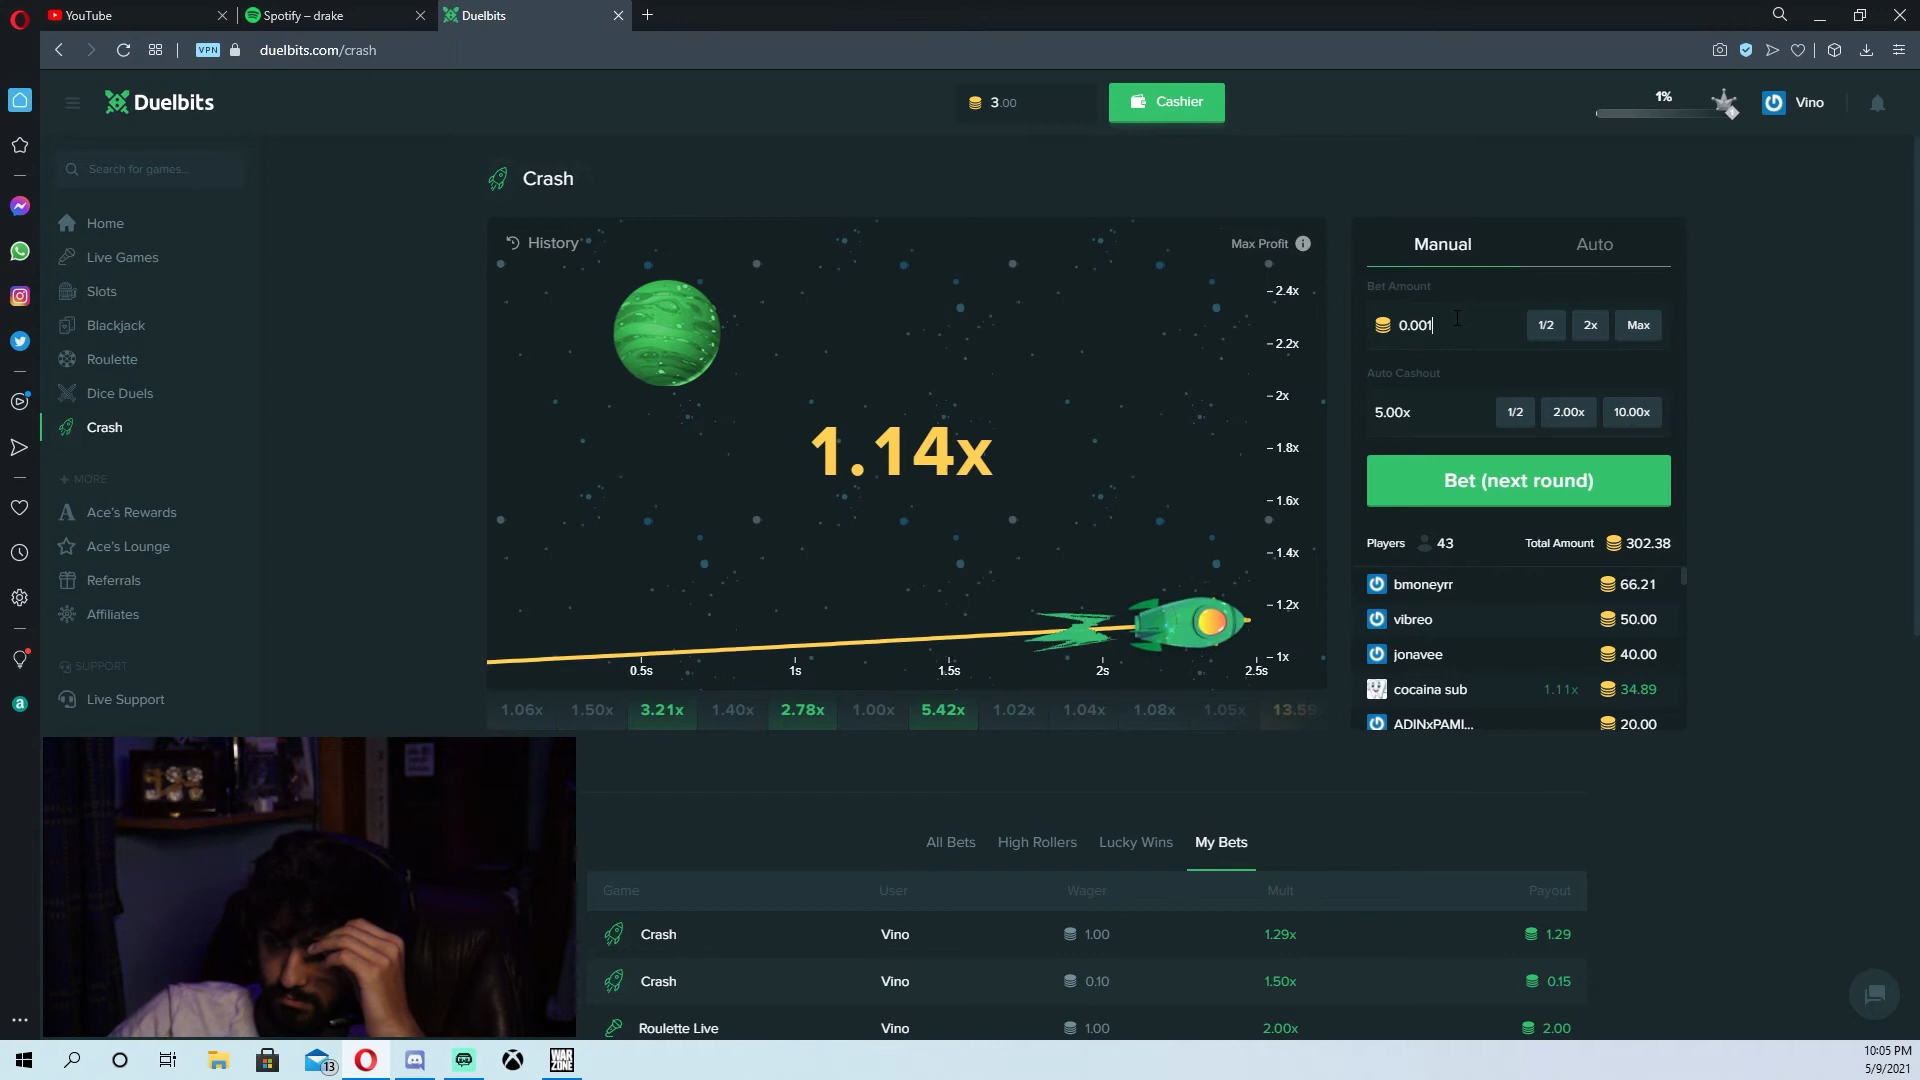 YouTube
Spotify – drake
Duelbits
VPN
duelbits.com/crash
Duelbits
3.00
Cashier
1%
1
Vino
Search for games...
Home
Live Games
Slots
Blackjack
Roulette
Dice Duels
Crash
MORE
Ace's Rewards
Ace's Lounge
Referrals
Affiliates
SUPPORT
Live Support
Crash
History
Max Profit
2.4x
2.2x
2x
1.8x
1.6x
1.4x
1.2x
1x
1.14x
0.5s 1s 1.5s 2s 2.5s
1.06x 1.50x 3.21x 1.40x 2.78x 1.00x 5.42x 1.02x 1.04x 1.08x 1.05x 13.59
Manual Auto
Bet Amount
0.001 1/2 2x Max
Auto Cashout
5.00x 1/2 2.00x 10.00x
Bet (next round)
Players 43 Total Amount 302.38
bmoneyrr 66.21
vibreo 50.00
jonavee 40.00
cocaina sub 1.11x 34.89
ADINxPAMI... 20.00
All Bets High Rollers Lucky Wins My Bets
Game User Wager Mult Payout
Crash Vino 1.00 1.29x 1.29
Crash Vino 0.10 1.50x 0.15
Roulette Live Vino 1.00 2.00x 2.00
13
WAR
ZONE
10:05 PM
5/9/2021